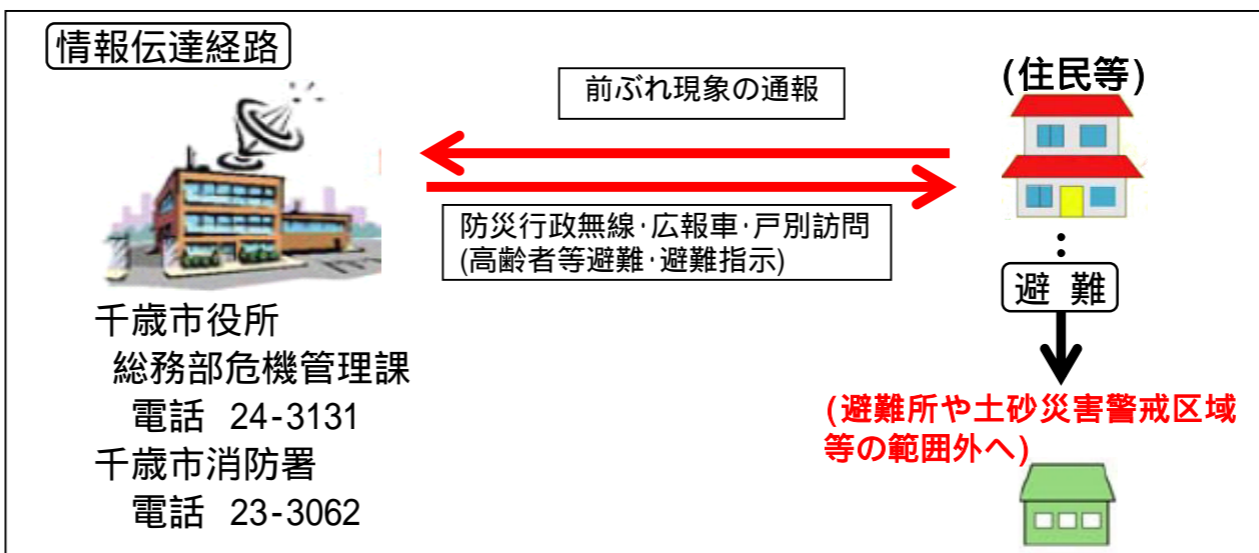 情報伝達経路
前ぶれ現象の通報
(住民等)
防災行政無線･広報車･戸別訪問
(高齢者等避難･避難指示)
避 難
千歳市役所
総務部危機管理課
電話 24-3131
千歳市消防署
電話 23-3062
(避難所や土砂災害警戒区域
等の範囲外へ)